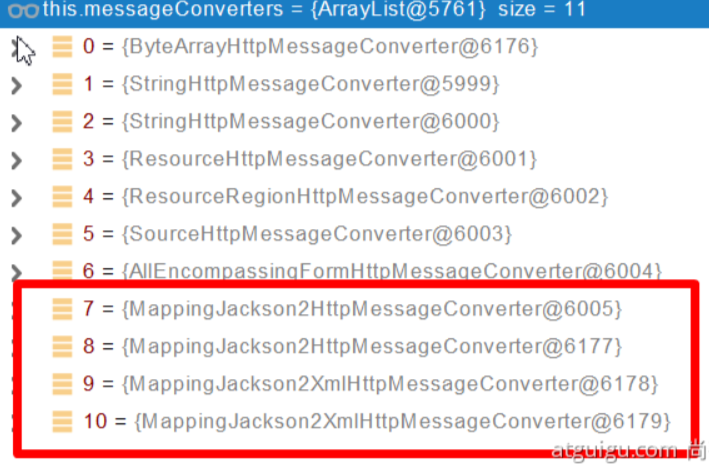 this.messageConverters = {ArrayList@5761} size = 11
0 = {ByteArrayHttpMessageConverter@6176}
1 = {StringHttpMessageConverter@5999}
2 = {StringHttpMessageConverter@6000}
3 = {ResourceHttpMessageConverter@6001}
4 = {ResourceRegionHttpMessageConverter@6002}
5 = {SourceHttpMessageConverter@6003}
6 = {AllEncompassingFormHttpMessageConverter@6004}
7 = {MappingJackson2HttpMessageConverter@6005}
8 = {MappingJackson2HttpMessageConverter@6177}
9 = {MappingJackson2XmlHttpMessageConverter@6178}
10 = {MappingJackson2XmlHttpMessageConverter@6179}
atguigu.com 尚